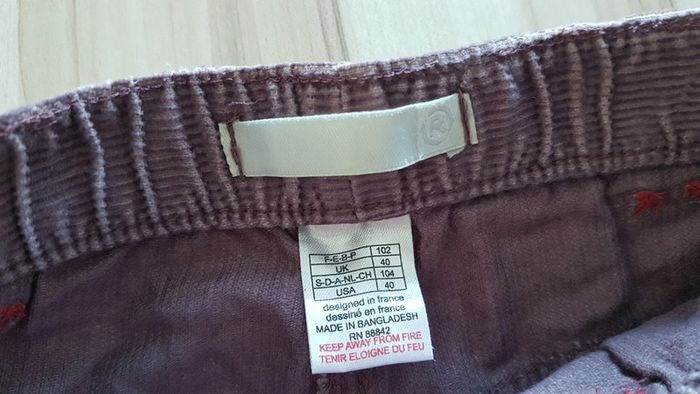 R
F-E-B-P 102
UK 40
S-D-A-NL-CH 104
USA 40
designed in france
dessiné en france
MADE IN BANGLADESH
RN 88842
KEEP AWAY FROM FIRE
TENIR ELOIGNE DU FEU